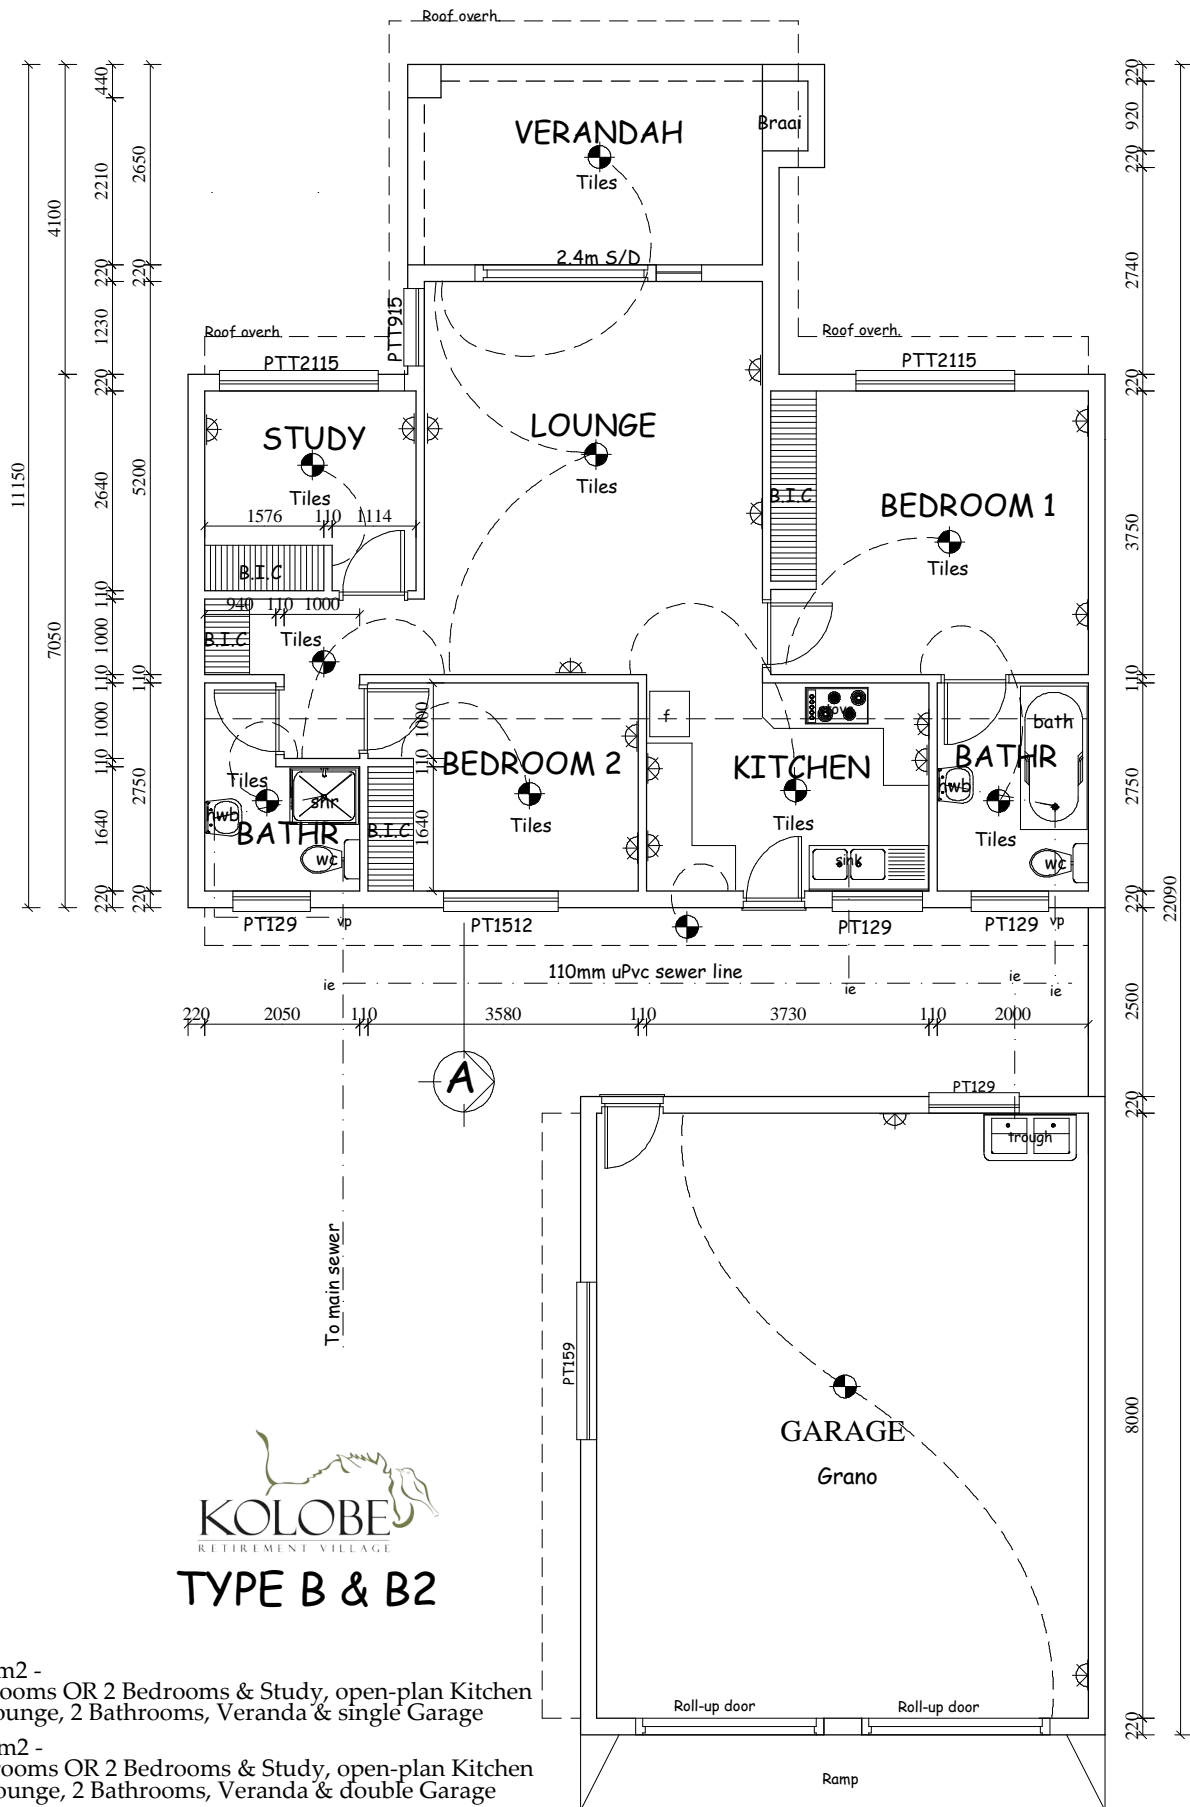 Roof overh.
VERANDAH
Braai
Tiles
2.4m S/D
Roof overh.
PTT915
Roof overh.
PTT2115
PTT2115
STUDY
Tiles
LOUNGE
Tiles
BEDROOM 1
Tiles
B.I.C
1576 110 1114
B.I.C
940 110 1000
B.I.C
Tiles
f
stove
bath
BEDROOM 2
Tiles
KITCHEN
Tiles
BATHR
Tiles
hwb
wc
Tiles
shr
hwb
BATHR
wc
B.I.C
1000
110
1640
sink
PT129
vp
PT1512
PT129
PT129
vp
110mm uPvc sewer line
ie
ie
ie
ie
220 2050 110 3580 110 3730 110 2000
A
To main sewer
PT129
trough
PT159
GARAGE
Grano
Roll-up door
Roll-up door
Ramp
11150
4100
7050
440
2210
220
1230
220
2640
110
1000
110
1000
110
1640
220
2650
220
5200
110
2750
220
220
920
220
2740
220
3750
110
2750
220
2500
220
8000
220
22090
KOLOBE
RETIREMENT VILLAGE
TYPE B & B2
m2 -
ooms OR 2 Bedrooms & Study, open-plan Kitchen
ounge, 2 Bathrooms, Veranda & single Garage
m2 -
rooms OR 2 Bedrooms & Study, open-plan Kitchen
ounge, 2 Bathrooms, Veranda & double Garage